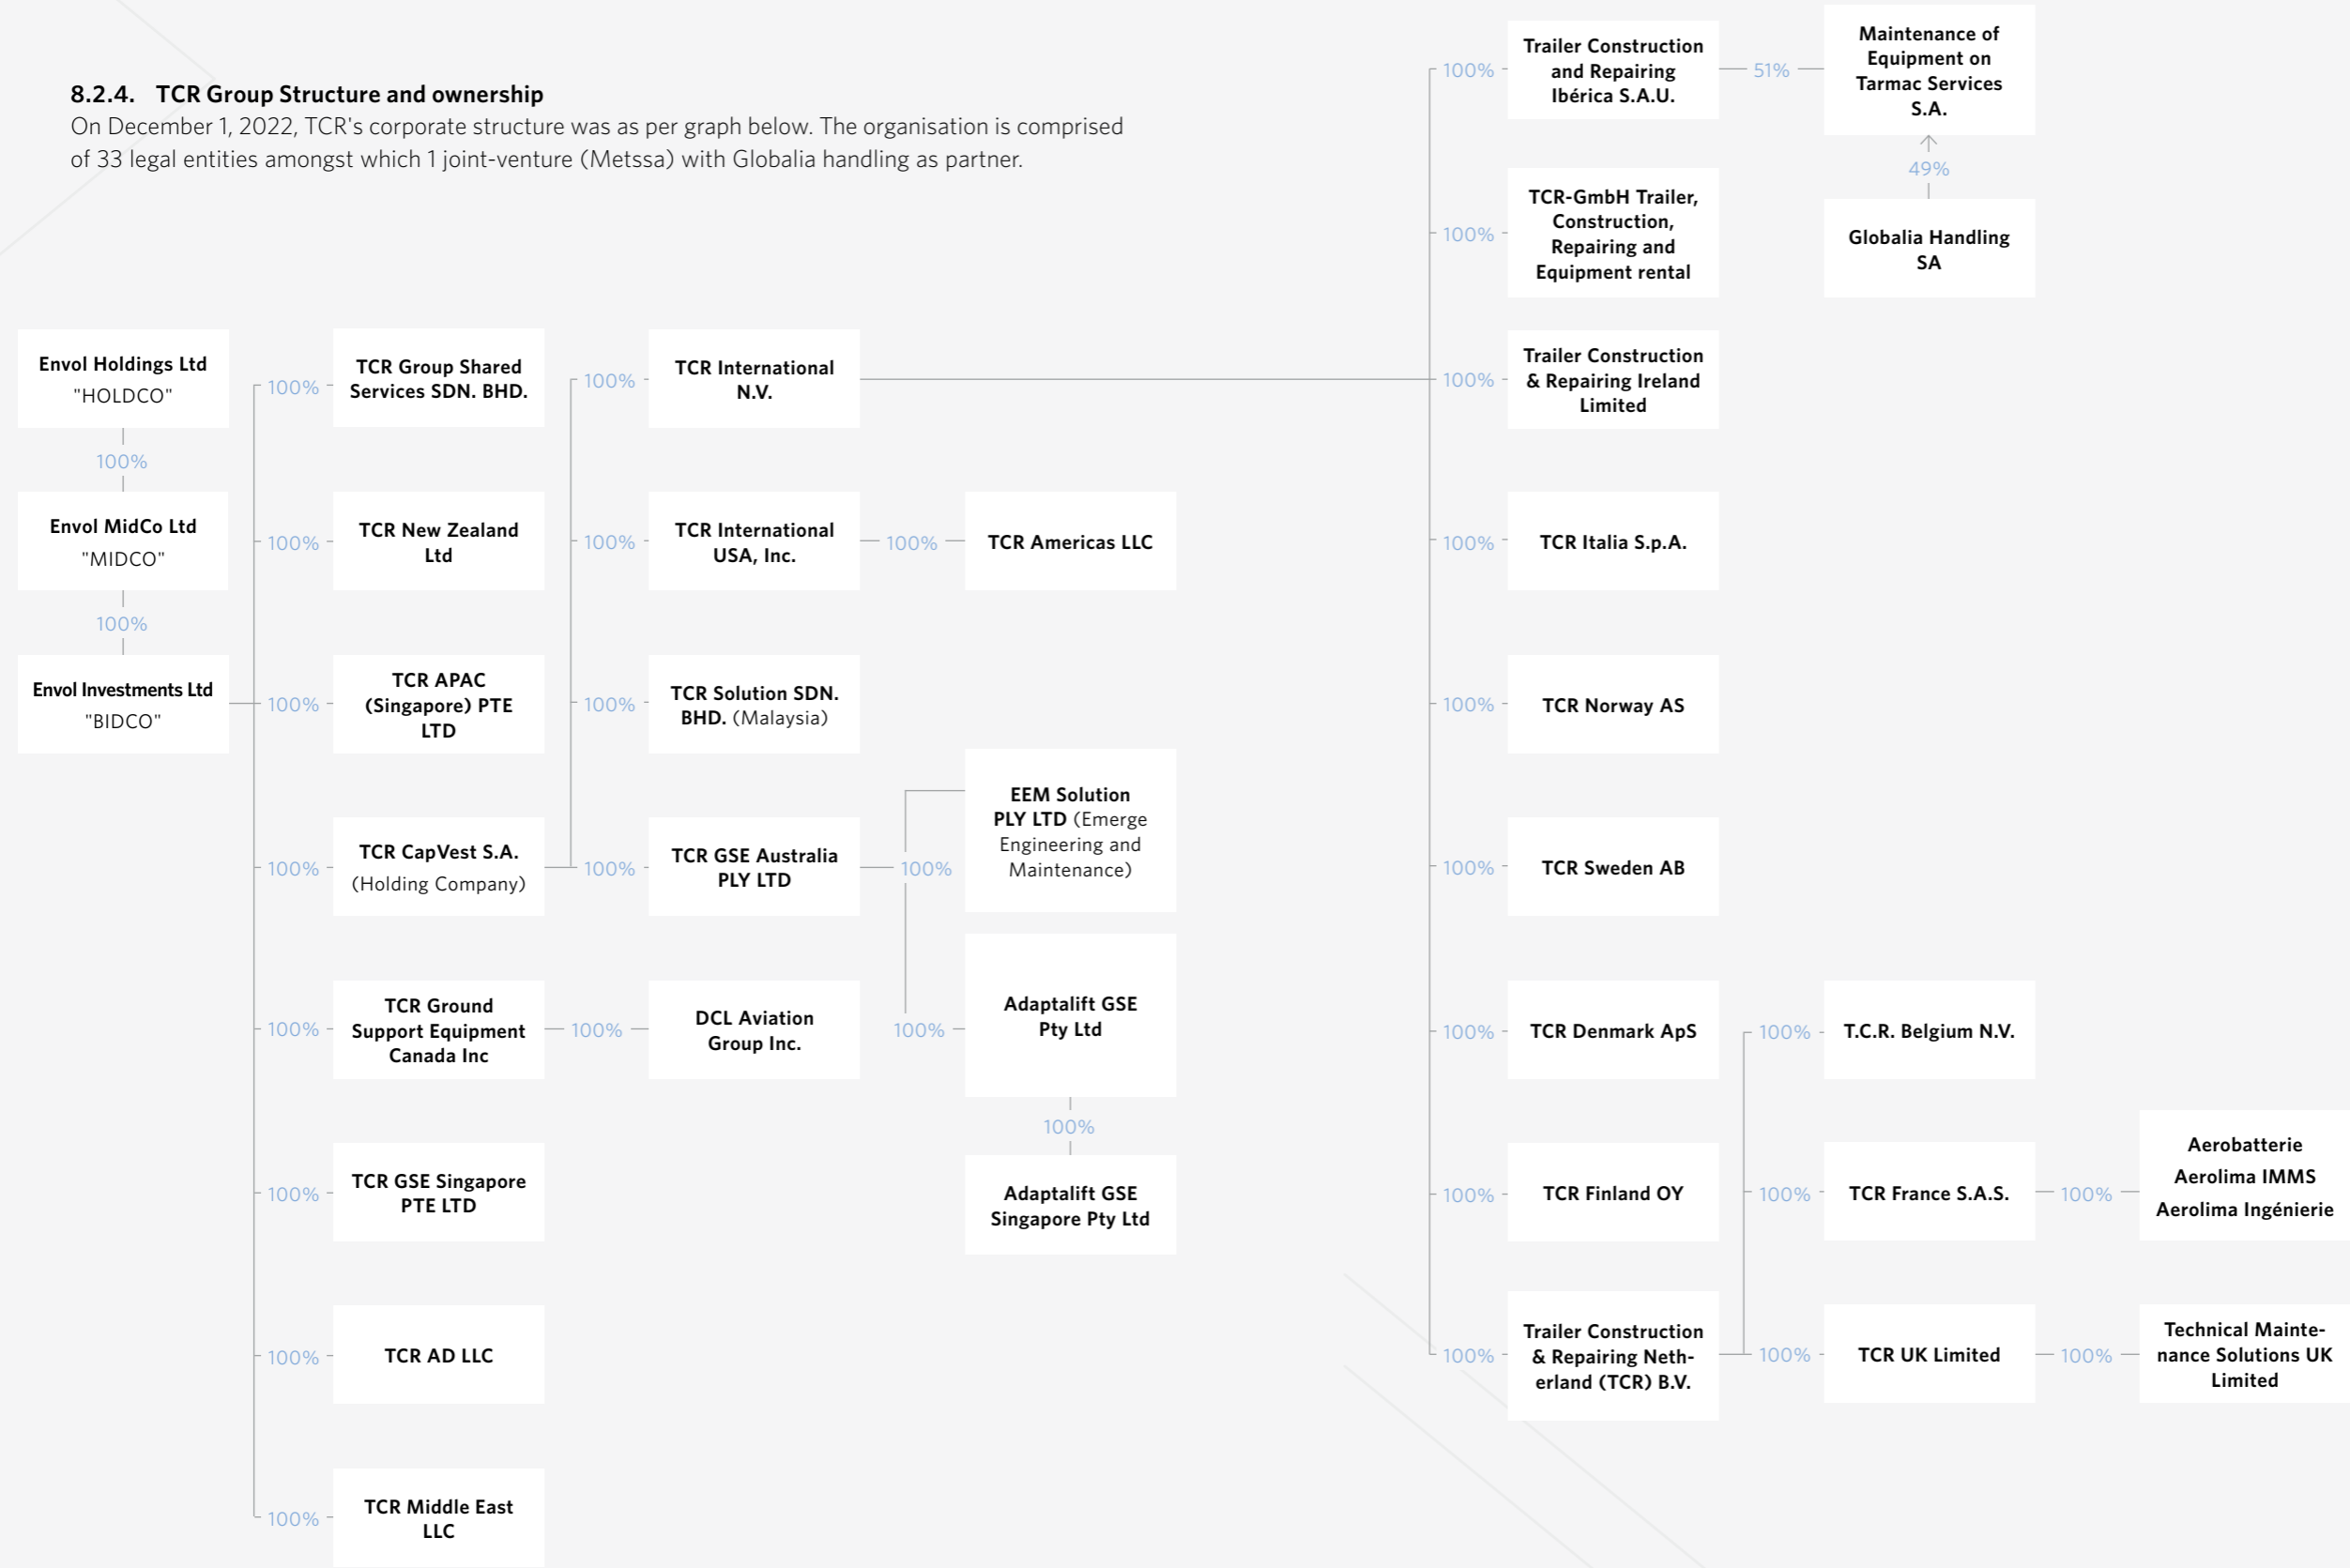 8.2.4. TCR Group Structure and ownership
On December 1, 2022, TCR's corporate structure was as per graph below. The organisation is comprised
of 33 legal entities amongst which 1 joint-venture (Metssa) with Globalia handling as partner.
Envol Holdings Ltd
"HOLDCO"
100%
Envol MidCo Ltd
"MIDCO"
100%
Envol Investments Ltd
"BIDCO"
100%
TCR Group Shared
Services SDN. BHD.
100%
TCR New Zealand
Ltd
100%
TCR APAC
(Singapore) PTE
LTD
100%
TCR CapVest S.A.
(Holding Company)
100%
TCR Ground
Support Equipment
Canada Inc
100%
TCR GSE Singapore
PTE LTD
100%
TCR AD LLC
100%
TCR Middle East
LLC
100%
TCR International
N.V.
100%
TCR International
USA, Inc.
100%
TCR Americas LLC
100%
TCR Solution SDN.
BHD. (Malaysia)
100%
TCR GSE Australia
PLY LTD
100%
EEM Solution
PLY LTD (Emerge
Engineering and
Maintenance)
100%
DCL Aviation
Group Inc.
100%
Adaptalift GSE
Pty Ltd
100%
Adaptalift GSE
Singapore Pty Ltd
100%
Trailer Construction
and Repairing
Ibérica S.A.U.
51%
Maintenance of
Equipment on
Tarmac Services
S.A.
49%
Globalia Handling
SA
100%
TCR-GmbH Trailer,
Construction,
Repairing and
Equipment rental
100%
Trailer Construction
& Repairing Ireland
Limited
100%
TCR Italia S.p.A.
100%
TCR Norway AS
100%
TCR Sweden AB
100%
TCR Denmark ApS
100%
TCR Finland OY
100%
Trailer Construction
& Repairing Neth-
erland (TCR) B.V.
100%
T.C.R. Belgium N.V.
100%
TCR France S.A.S.
100%
Aerobatterie
Aerolima IMMS
Aerolima Ingénierie
100%
TCR UK Limited
100%
Technical Mainte-
nance Solutions UK
Limited